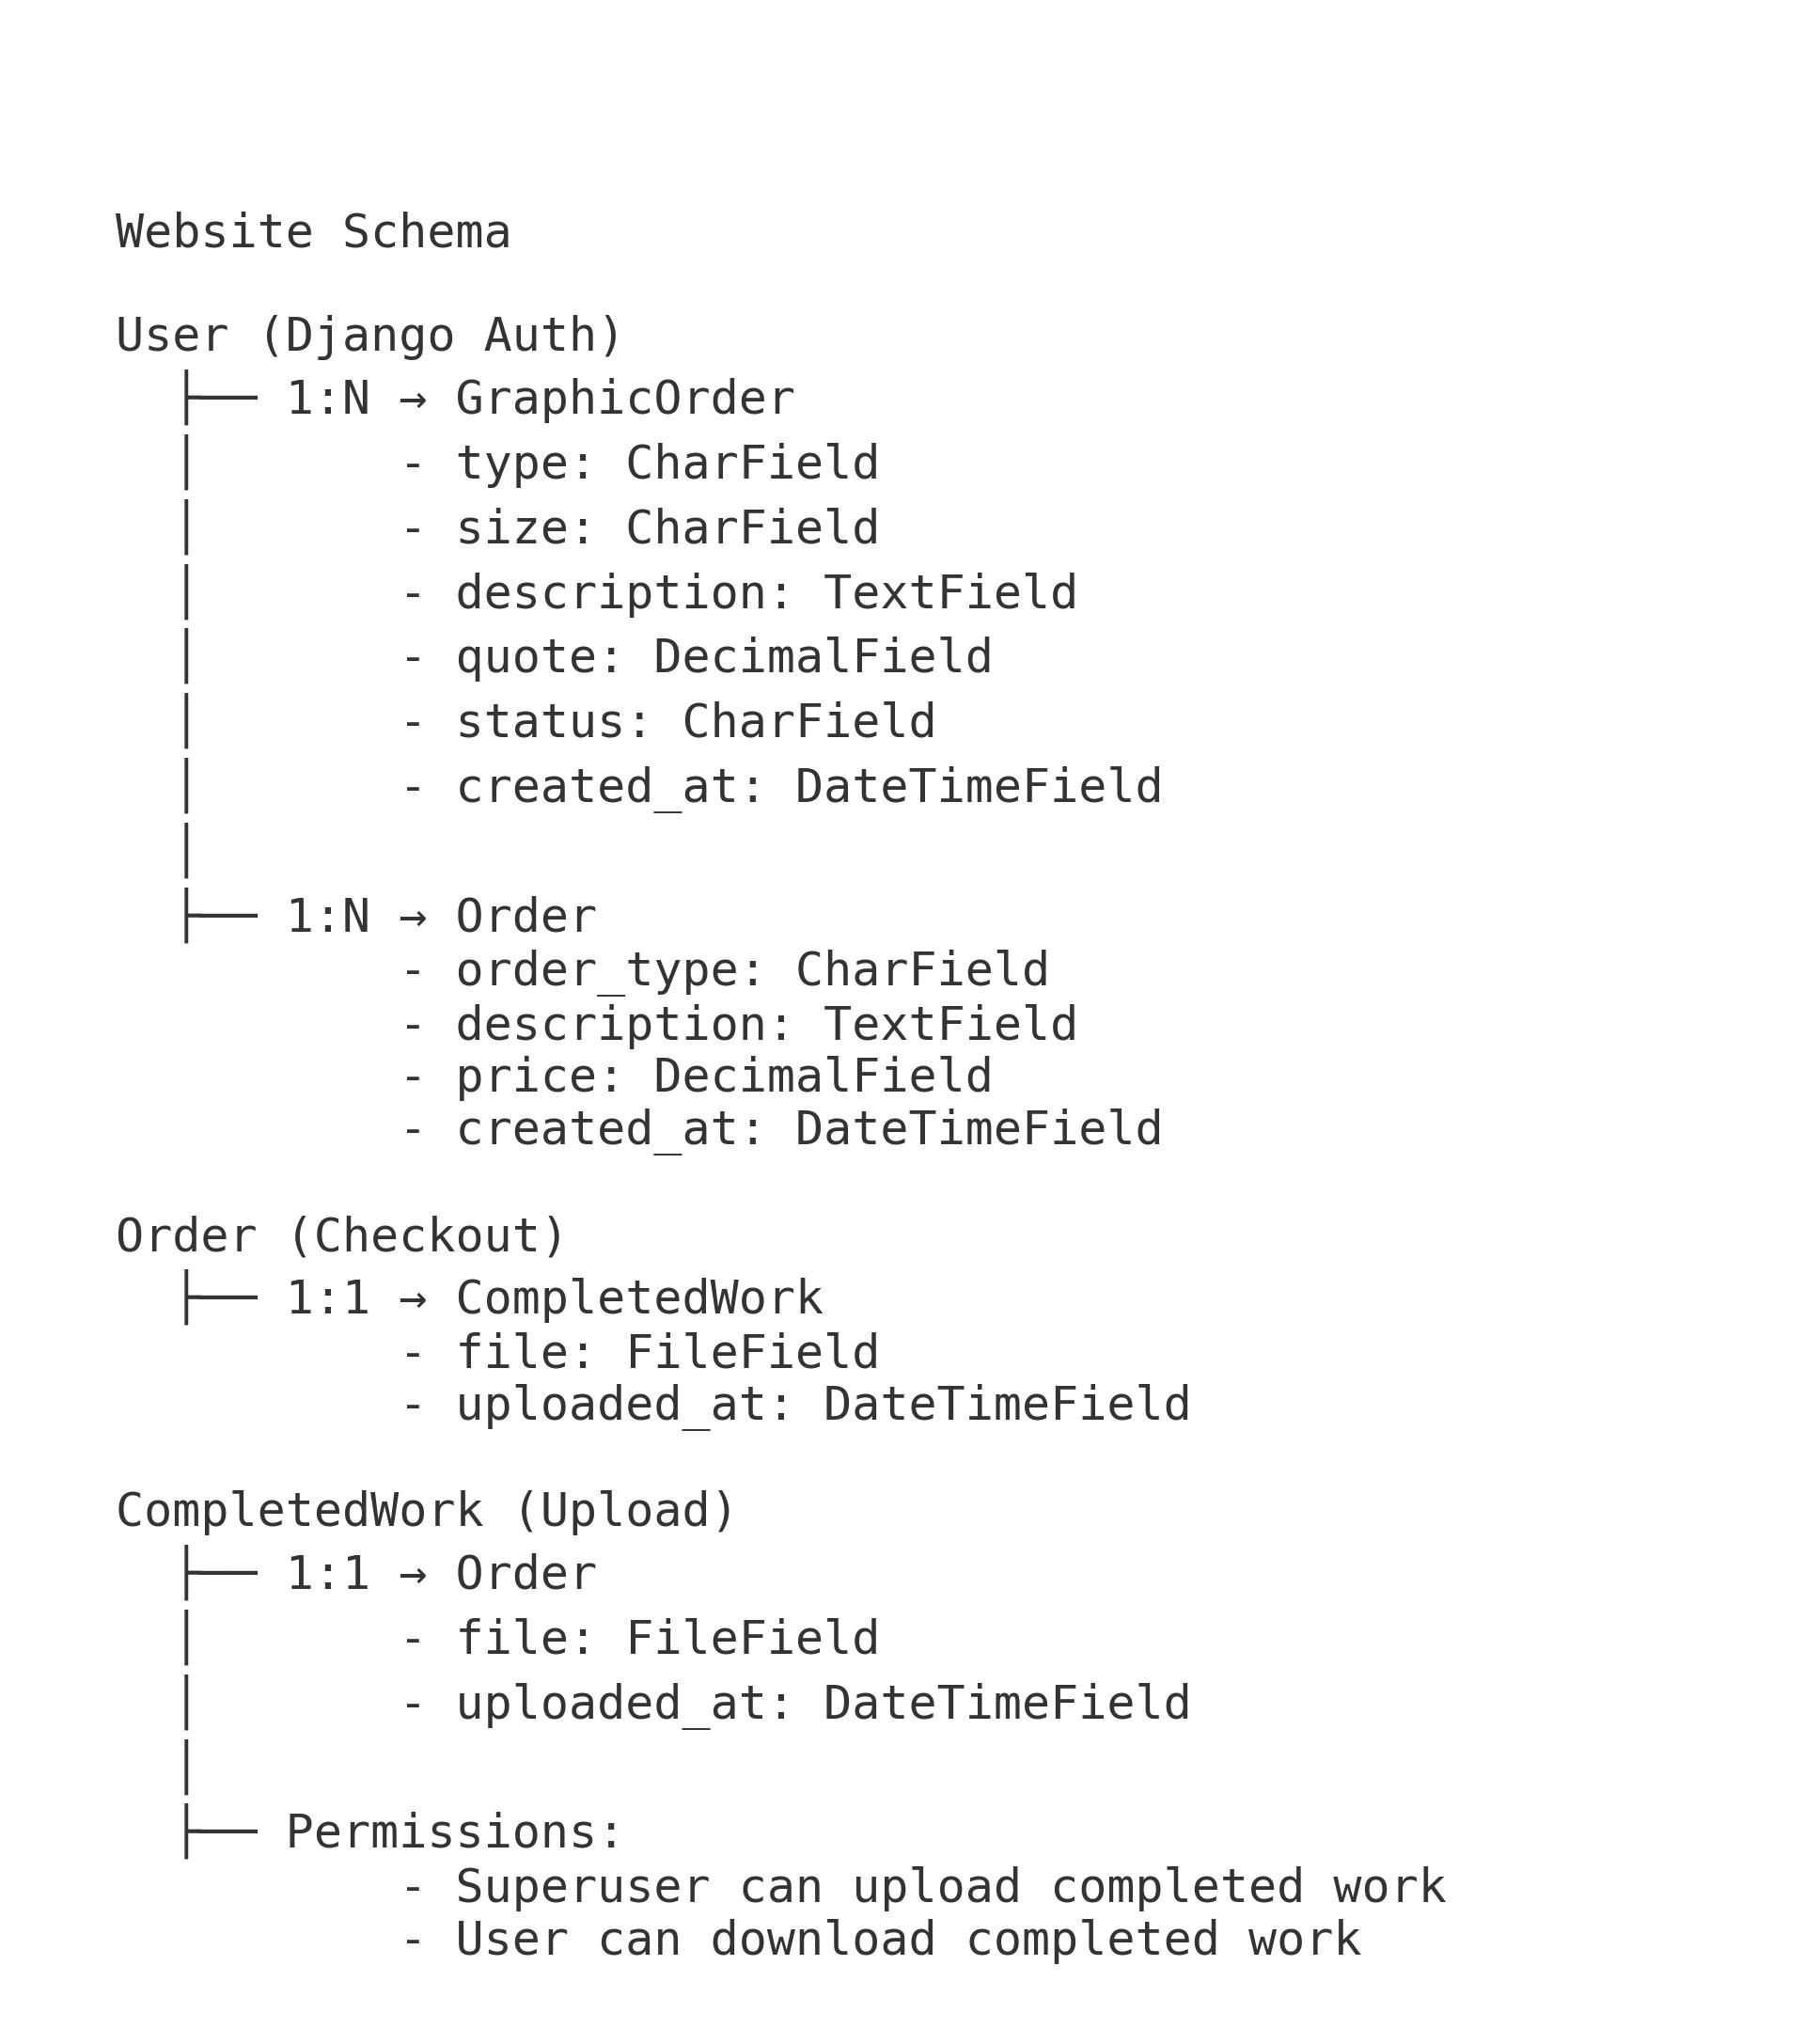 Website Schema
User (Django Auth)
├── 1:N → GraphicOrder
│ - type: CharField
│ - size: CharField
│ - description: TextField
│ - quote: DecimalField
│ - status: CharField
│ - created_at: DateTimeField
│
├── 1:N → Order
- order_type: CharField
- description: TextField
- price: DecimalField
- created_at: DateTimeField
Order (Checkout)
├── 1:1 → CompletedWork
- file: FileField
- uploaded_at: DateTimeField
CompletedWork (Upload)
├── 1:1 → Order
│ - file: FileField
│ - uploaded_at: DateTimeField
│
├── Permissions:
- Superuser can upload completed work
- User can download completed work